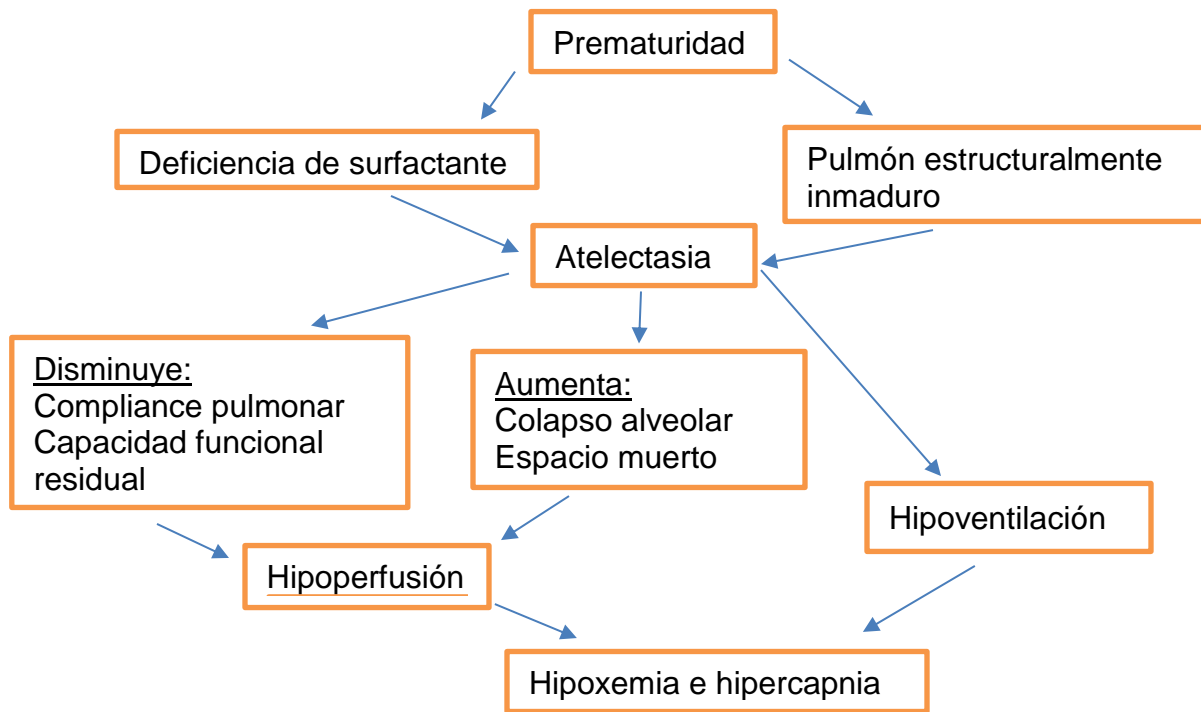 Prematuridad
Deficiencia de surfactante
Pulmón estructuralmente
inmaduro
Atelectasia
Disminuye:
Compliance pulmonar
Capacidad funcional
residual
Aumenta:
Colapso alveolar
Espacio muerto
Hipoventilación
Hipoperfusión
Hipoxemia e hipercapnia